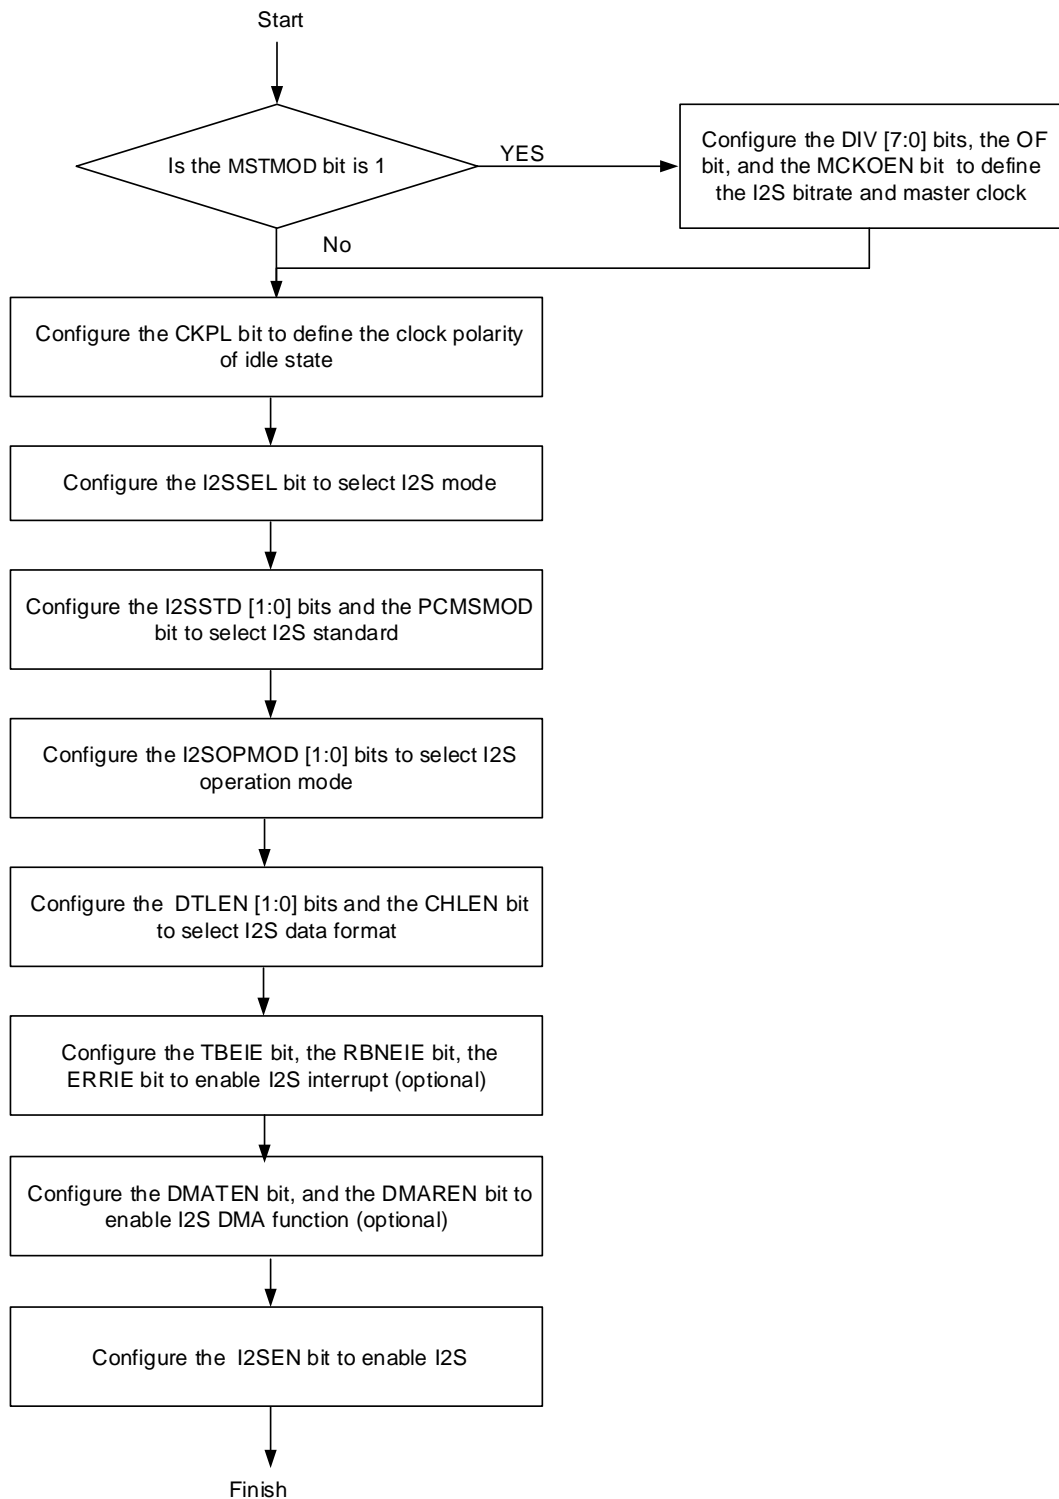 Start
Is the MSTMOD bit is 1
YES
Configure the DIV [7:0] bits, the OF
bit, and the MCKOEN bit  to define
the I2S bitrate and master clock
No
Configure the CKPL bit to define the clock polarity
of idle state
Configure the I2SSEL bit to select I2S mode
Configure the I2SSTD [1:0] bits and the PCMSMOD
bit to select I2S standard
Configure the I2SOPMOD [1:0] bits to select I2S
operation mode
Configure the  DTLEN [1:0] bits and the CHLEN bit
to select I2S data format
Configure the TBEIE bit, the RBNEIE bit, the
ERRIE bit to enable I2S interrupt (optional)
Configure the DMATEN bit, and the DMAREN bit to
enable I2S DMA function (optional)
Configure the  I2SEN bit to enable I2S
Finish